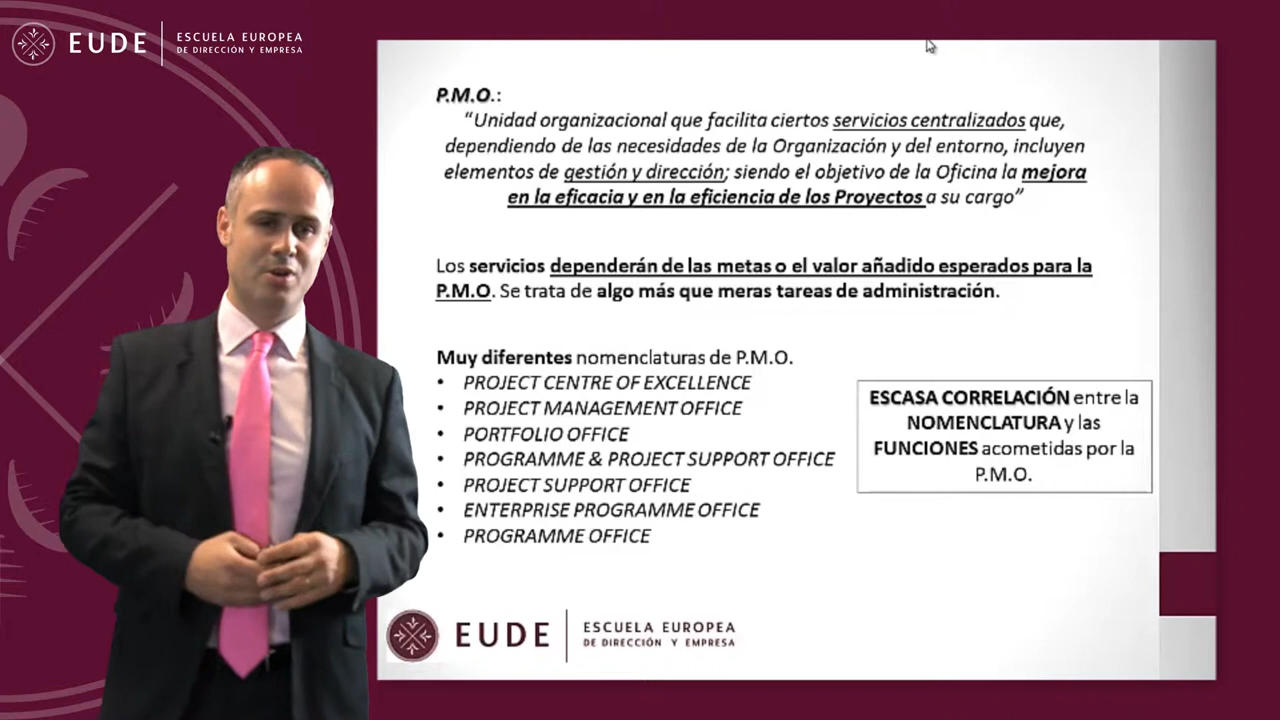 EUDE
ESCUELA EUROPEA
DE DIRECCIÓN Y EMPRESA
P.M.O.:
“Unidad organizacional que facilita ciertos servicios centralizados que,
dependiendo de las necesidades de la Organización y del entorno, incluyen
elementos de gestión y dirección; siendo el objetivo de la Oficina la mejora
en la eficacia y en la eficiencia de los Proyectos a su cargo”
Los servicios dependerán de las metas o el valor añadido esperados para la
P.M.O. Se trata de algo más que meras tareas de administración.
Muy diferentes nomenclaturas de P.M.O.
• PROJECT CENTRE OF EXCELLENCE
• PROJECT MANAGEMENT OFFICE
• PORTFOLIO OFFICE
• PROGRAMME & PROJECT SUPPORT OFFICE
• PROJECT SUPPORT OFFICE
• ENTERPRISE PROGRAMME OFFICE
• PROGRAMME OFFICE
ESCASA CORRELACIÓN entre la
NOMENCLATURA y las
FUNCIONES acometidas por la
P.M.O.
EUDE
ESCUELA EUROPEA
DE DIRECCIÓN Y EMPRESA